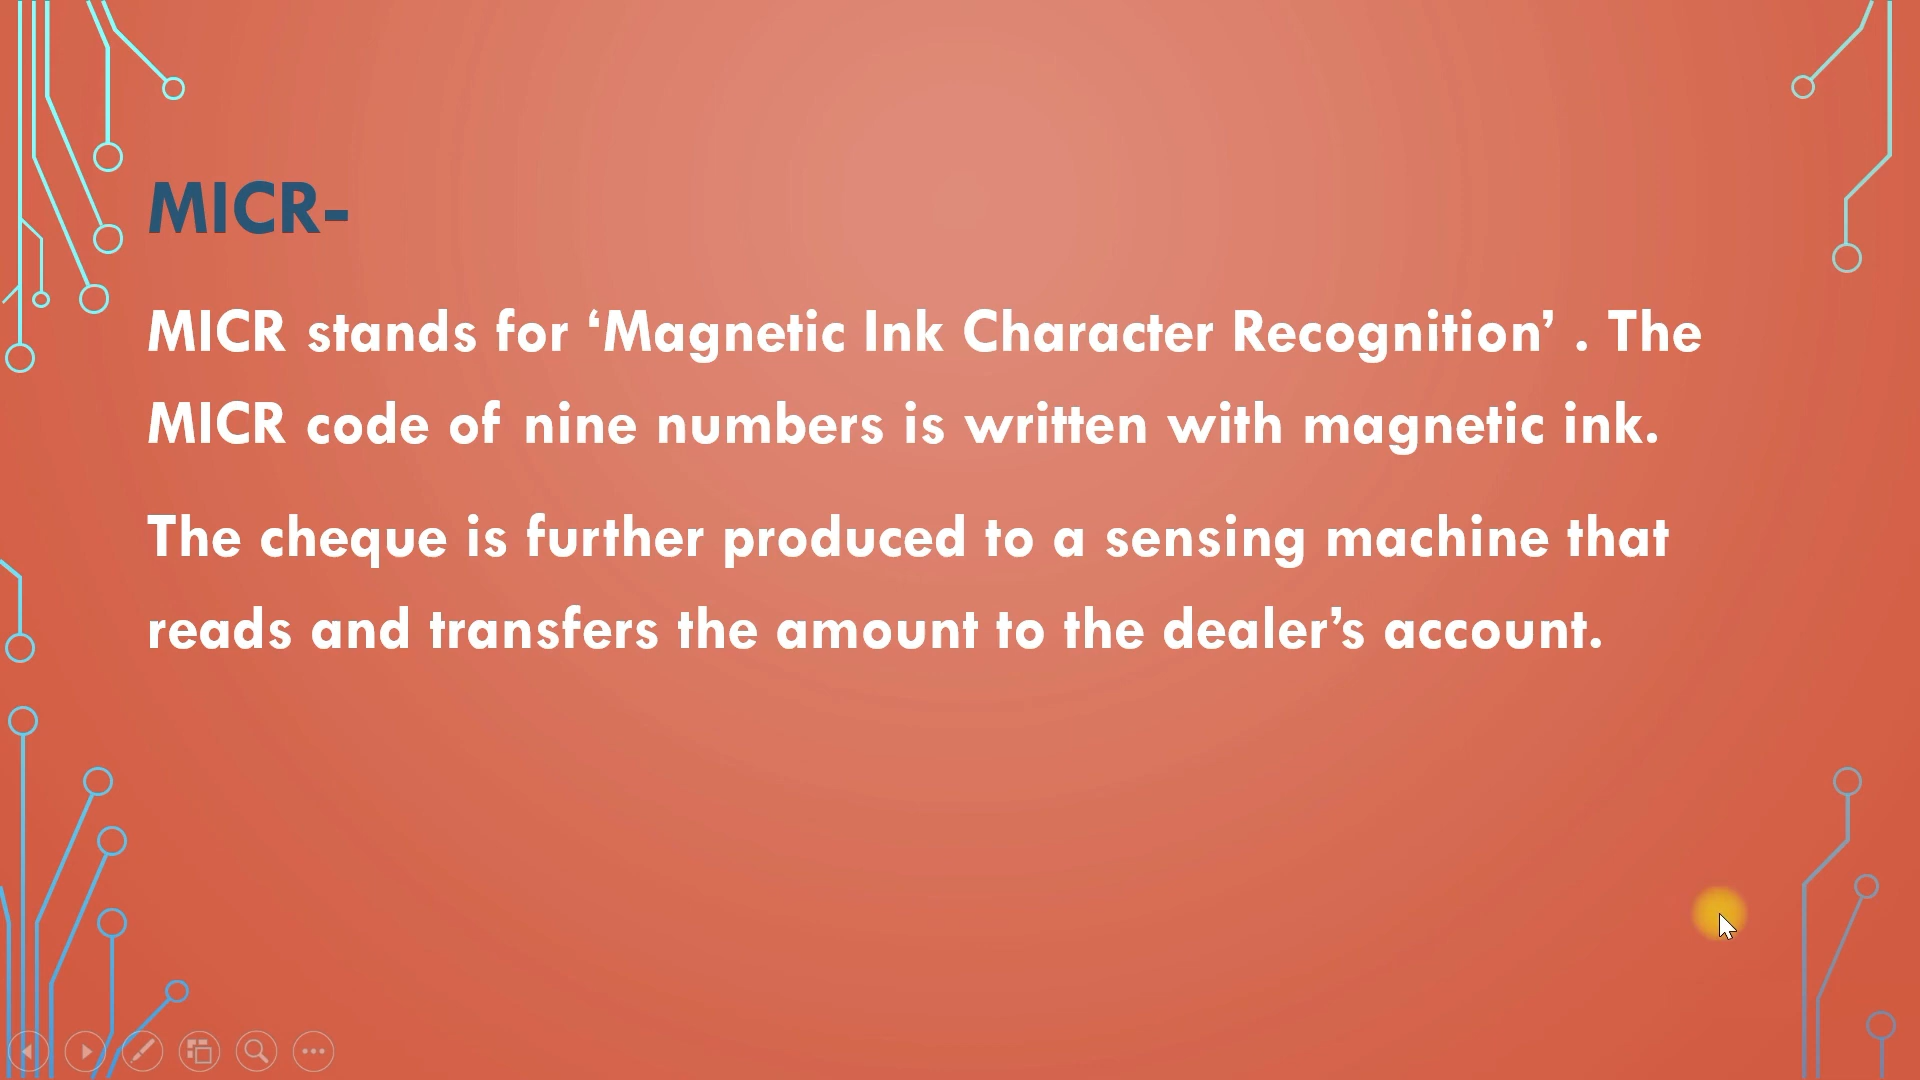 MICR-
MICR stands for ‘Magnetic Ink Character Recognition’ . The
MICR code of nine numbers is written with magnetic ink.
The cheque is further produced to a sensing machine that
reads and transfers the amount to the dealer’s account.